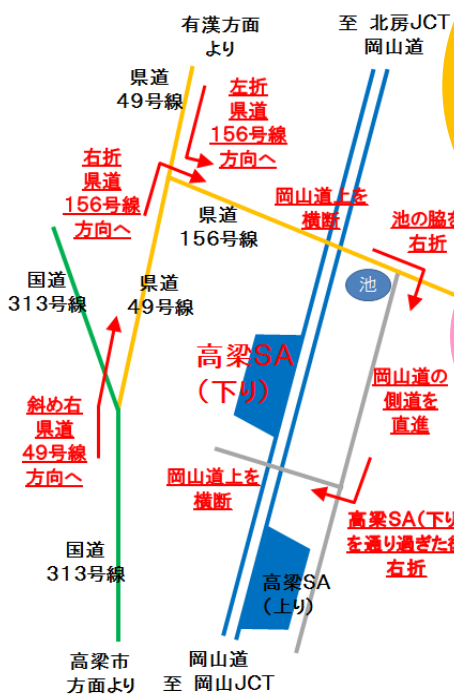 有漢方面
より
至 北房JCT
岡山道
県道
49号線
左折
県道
156号線
方向へ
右折
県道
156号線
方向へ
県道
156号線
岡山道上を
横断
池の脇を
右折
池
国道
313号線
県道
49号線
高梁SA
(下り)
岡山道の
側道を
直進
斜め右
県道
49号線
方向へ
岡山道上を
横断
高梁SA(下り)
を通り過ぎた
右折
国道
313号線
高梁SA
(上り)
高梁市
方面より
岡山道
至 岡山JCT